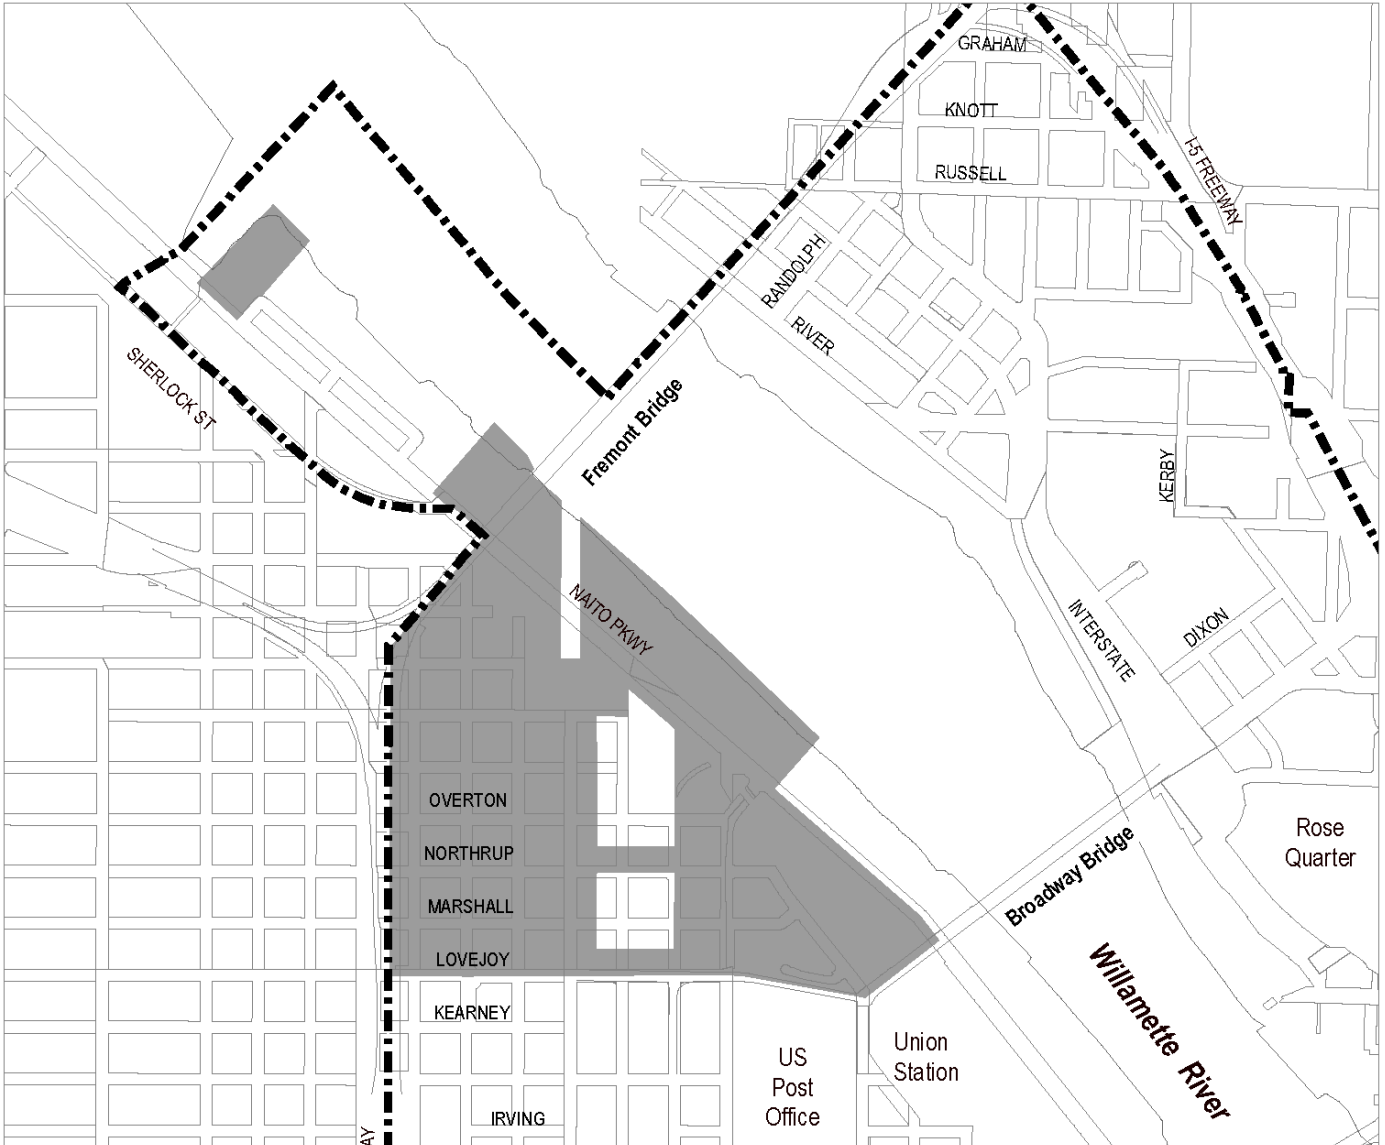 GRAHAM
KNOTT
I-5 FREEWAY
RUSSELL
RANDOLPH
RIVER
SHERLOCK ST
Fremont Bridge
KERBY
NAITO PKWY
INTERSTATE
DIXON
OVERTON
NORTHRUP
MARSHALL
LOVEJOY
KEARNEY
IRVING
Broadway Bridge
Rose
Quarter
Willamette River
Union
Station
US
Post
Office
AY